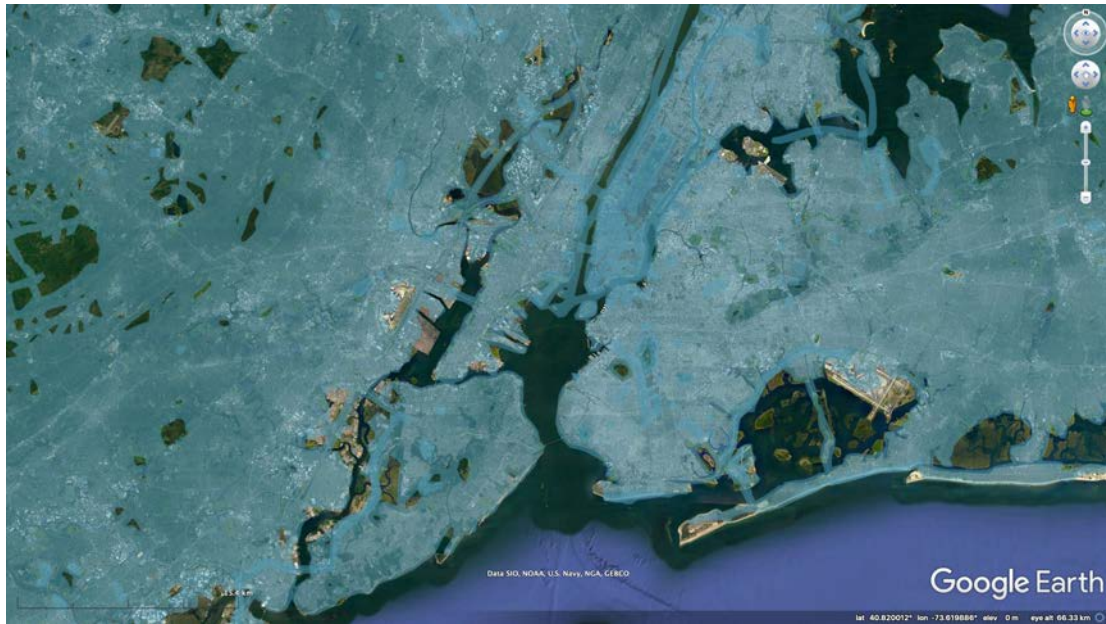 Data SIO, NOAA, U.S. Navy, NGA, GEBCO
Google Earth
lat 40.820012° lon -73.619886° elev 0 m eye alt 66.33 km